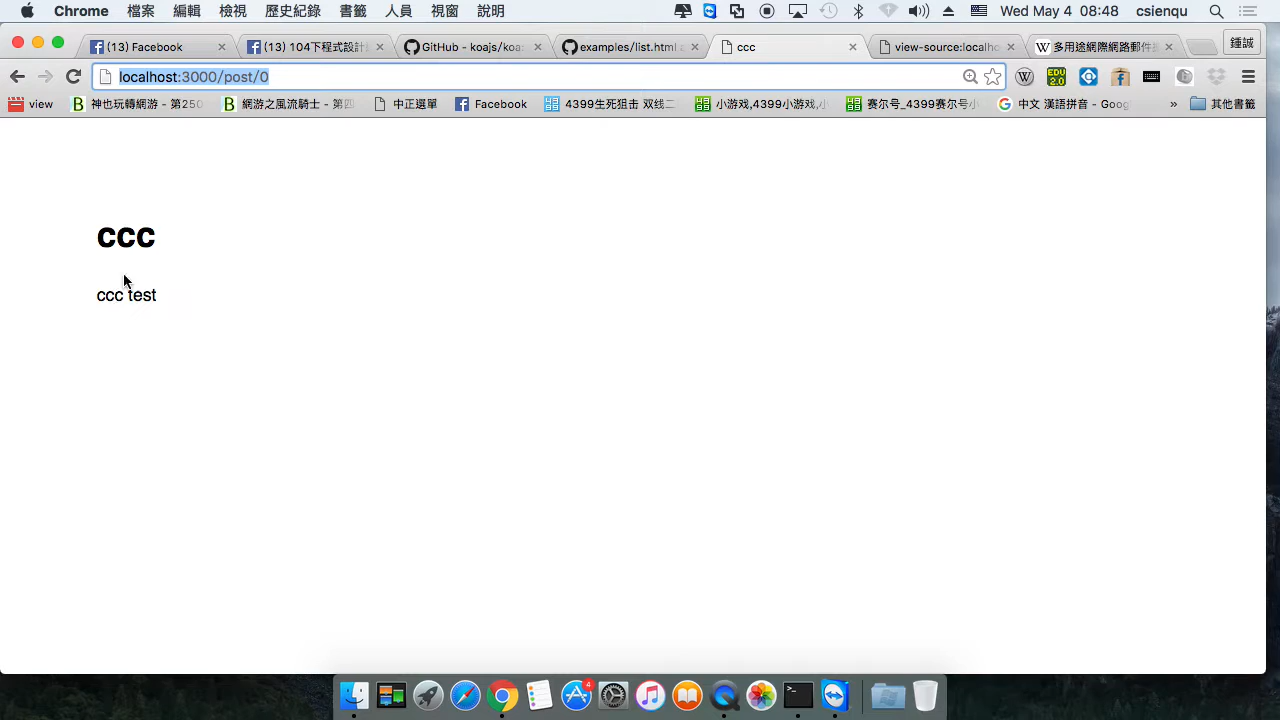 Chrome 檔案 編輯 檢視 歷史紀錄 書籤 人員 視窗 說明 Wed May 4 08:48 csienqu
(13) Facebook (13) 104下程式設計 GitHub - koajs/koa examples/list.html ccc view-source:localho 多用途網際網路郵件 鍾誠
localhost:3000/post/0
view 神也玩轉網游 - 第250 網游之風流騎士 - 第四 中正選單 Facebook 4399生死狙击 双线二 小游戏,4399小游戏,小 赛尔号_4399赛尔号小 中文 漢語拼音 - Goog » 其他書籤
ccc
ccc test
EDU
2.0
4